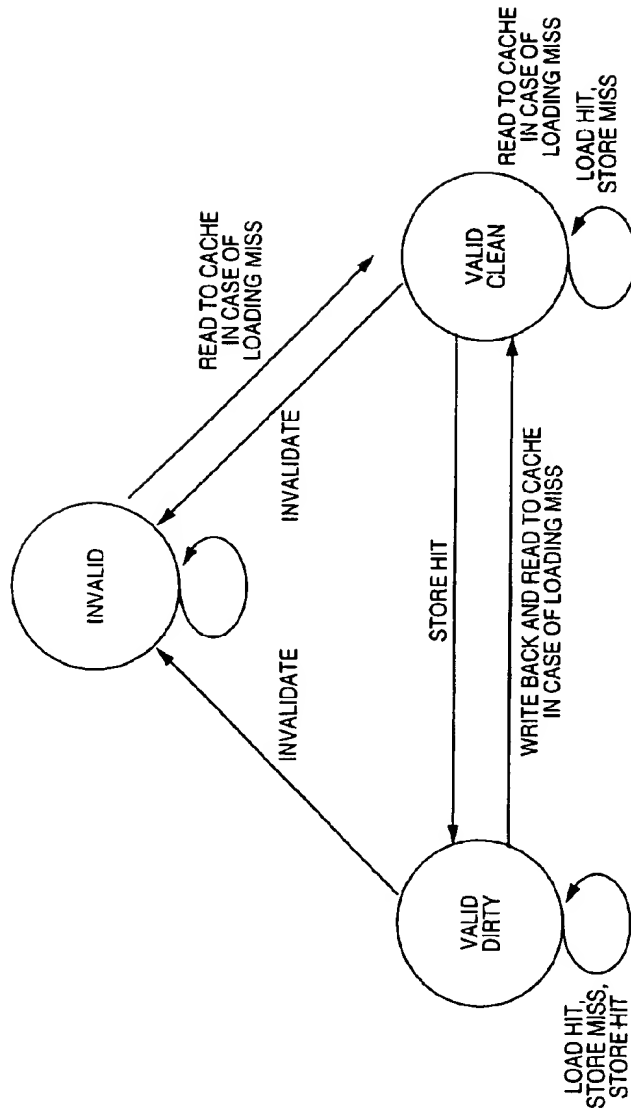 INVALID
READ TO CACHE
IN CASE OF
LOADING MISS
INVALIDATE
INVALIDATE
VALID
DIRTY
STORE HIT
WRITE BACK AND READ TO CACHE
IN CASE OF LOADING MISS
VALID
CLEAN
READ TO CACHE
IN CASE OF
LOADING MISS
LOAD HIT,
STORE MISS
LOAD HIT,
STORE MISS,
STORE HIT